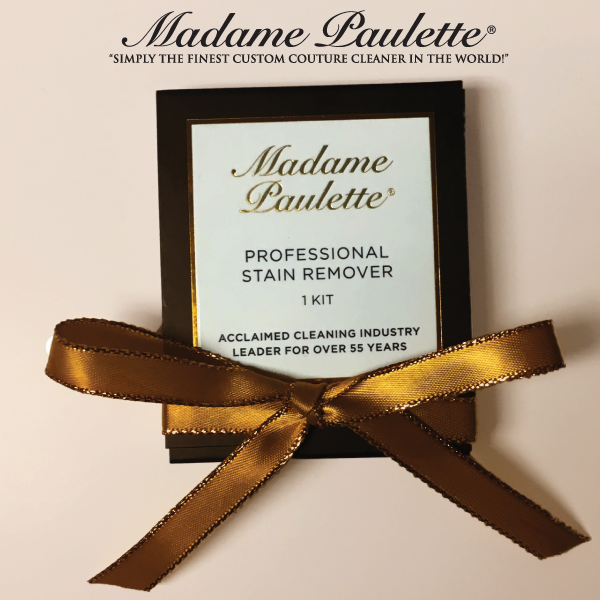 Madame Paulette®
“SIMPLY THE FINEST CUSTOM COUTURE CLEANER IN THE WORLD!”
Madame
Paulette®
PROFESSIONAL
STAIN REMOVER
1 KIT
ACCLAIMED CLEANING INDUSTRY
LEADER FOR OVER 55 YEARS